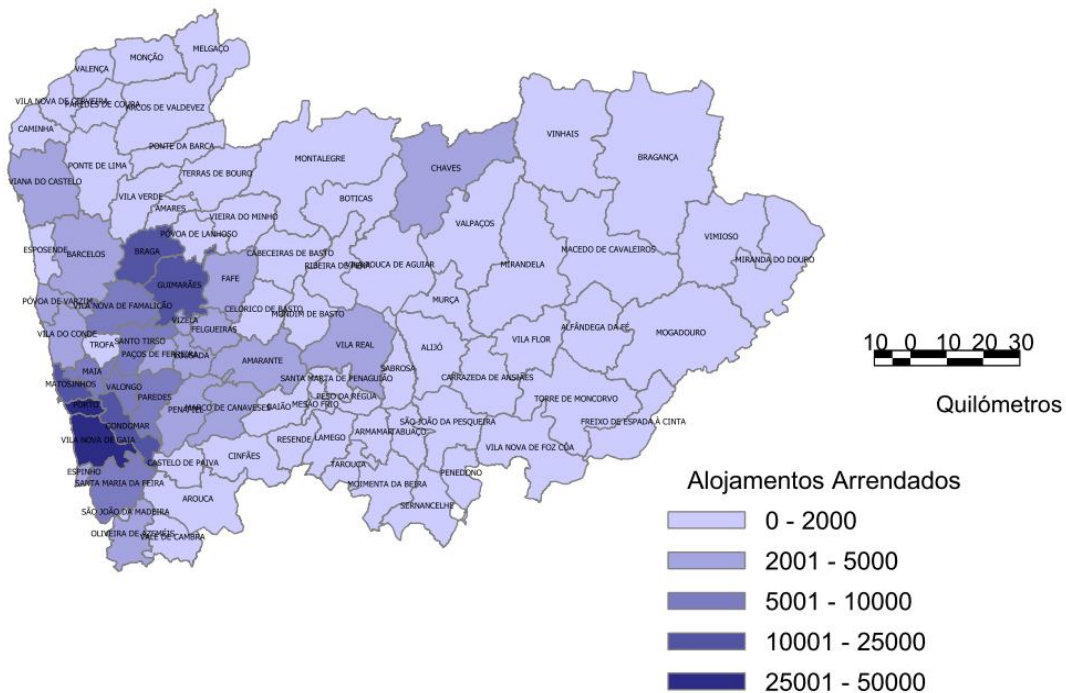 MELGAÇO
MONÇÃO
VALENÇA
VILA NOVA DE CERVEIRA
PAREDES DE COURA
ARCOS DE VALDEVEZ
CAMINHA
PONTE DA BARCA
PONTE DE LIMA
VIANA DO CASTELO
TERRAS DE BOURO
MONTALEGRE
CHAVES
VINHAIS
BRAGANÇA
VILA VERDE
AMARES
BOTICAS
VIEIRA DO MINHO
VALPAÇOS
PÓVOA DE LANHOSO
ESPOSENDE
BARCELOS
BRAGA
CABECEIRAS DE BASTO
RIBEIRA DE PENA
VILA POUCA DE AGUIAR
MIRANDELA
MACEDO DE CAVALEIROS
VIMIOSO
MIRANDA DO DOURO
GUIMARÃES
FAFE
PÓVOA DE VARZIM
VILA NOVA DE FAMALICÃO
CELORICO DE BASTO
MONDIM DE BASTO
MURÇA
VIZELA
FELGUEIRAS
VILA DO CONDE
TROFA
SANTO TIRSO
VILA REAL
ALIJÓ
VILA FLOR
ALFÂNDEGA DA FÉ
MOGADOURO
PAÇOS DE FERREIRA
LOUSADA
AMARANTE
SABROSA
MAIA
MATOSINHOS
VALONGO
PAREDES
SANTA MARTA DE PENAGUIÃO
CARRAZEDA DE ANSIÃES
PORTO
PENAFIEL
MARCO DE CANAVESES
BAIÃO
MESÃO FRIO
PESO DA RÉGUA
TORRE DE MONCORVO
GONDOMAR
SÃO JOÃO DA PESQUEIRA
FREIXO DE ESPADA À CINTA
VILA NOVA DE GAIA
RESENDE
LAMEGO
ARMAMAR
TABUAÇO
VILA NOVA DE FOZ CÔA
CINFÃES
CASTELO DE PAIVA
TAROUCA
ESPINHO
PENEDONO
SANTA MARIA DA FEIRA
MOIMENTA DA BEIRA
AROUCA
SERNANCELHE
SÃO JOÃO DA MADEIRA
OLIVEIRA DE AZEMÉIS
VALE DE CAMBRA
10 0 10 20 30
Quilómetros
Alojamentos Arrendados
0 - 2000
2001 - 5000
5001 - 10000
10001 - 25000
25001 - 50000